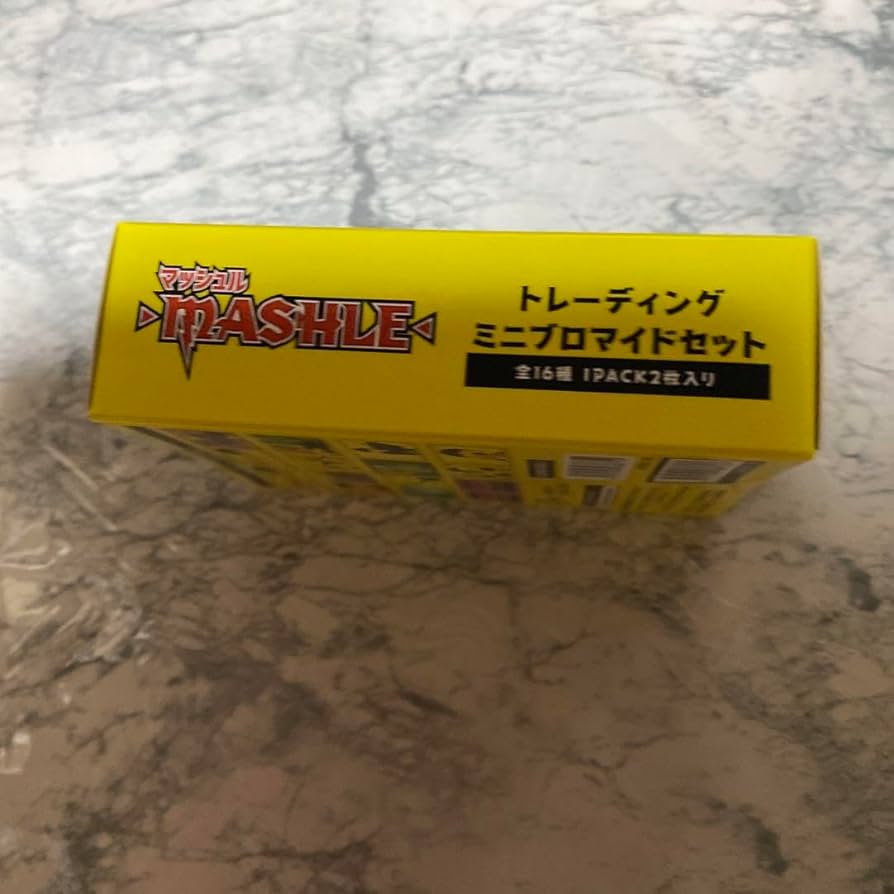 マッシュル
MASHLE
トレーディング
ミニブロマイドセット
全16種 1PACK2枚入り